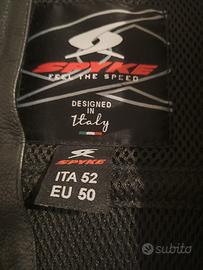 SPYKE
FEEL THE SPEED
DESIGNED
IN
Italy
SPYKE
ITA 52
EU 50
subito